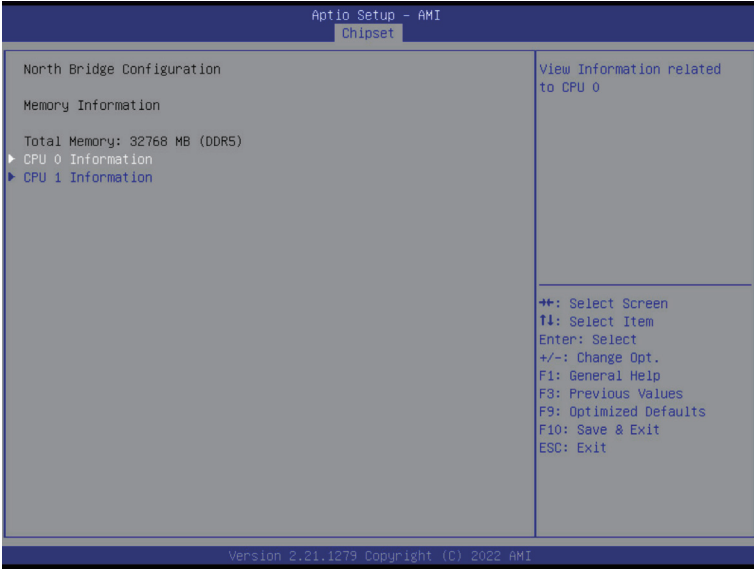 Aptio Setup - AMI
Chipset
North Bridge Configuration
Memory Information
Total Memory: 32768 MB (DDR5)
CPU 0 Information
CPU 1 Information
View Information related
to CPU 0
→←: Select Screen
↑↓: Select Item
Enter: Select
+/-: Change Opt.
F1: General Help
F3: Previous Values
F9: Optimized Defaults
F10: Save & Exit
ESC: Exit
Version 2.21.1279 Copyright (C) 2022 AMI